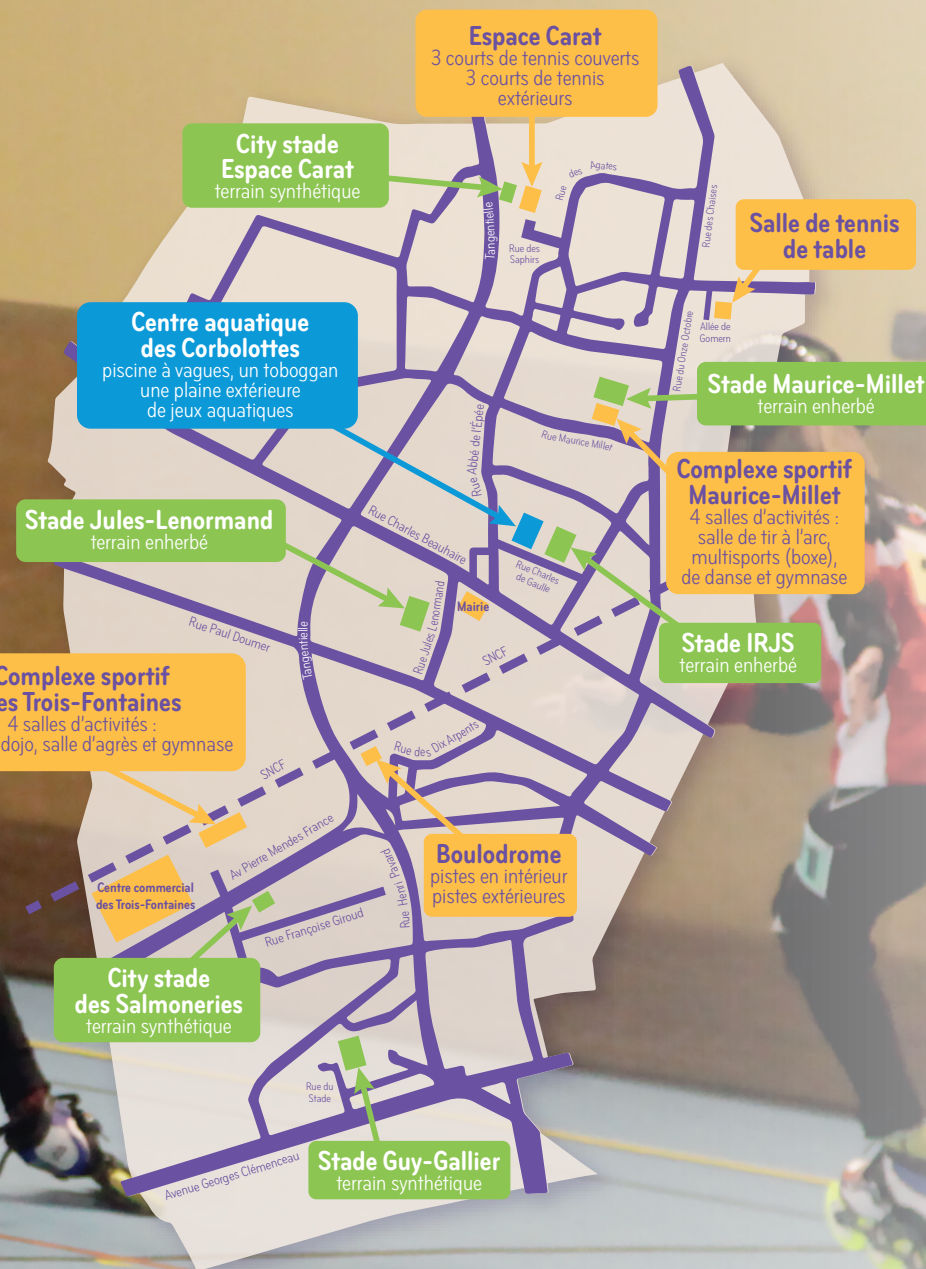 Espace Carat
3 courts de tennis couverts
3 courts de tennis
extérieurs
City stade
Espace Carat
terrain synthétique
Rue des Agates
Rue des Chaises
Tangentielle
Rue des
Saphirs
Salle de tennis
de table
Allée de
Gomern
Rue du Onze Octobre
Centre aquatique
des Corbolottes
piscine à vagues, un toboggan
une plaine extérieure
de jeux aquatiques
Stade Maurice-Millet
terrain enherbé
Rue Maurice Millet
Rue Abbé de l'Épée
Complexe sportif
Maurice-Millet
4 salles d'activités :
salle de tir à l'arc,
multisports (boxe),
de danse et gymnase
Stade Jules-Lenormand
terrain enherbé
Rue Charles Beauhaire
Rue Charles
de Gaulle
Mairie
Rue Jules Lenormand
Rue Paul Doumer
Tangentielle
SNCF
Stade IRJS
terrain enherbé
Complexe sportif
des Trois-Fontaines
4 salles d'activités :
dojo, salle d'agrès et gymnase
SNCF
Rue des Dix Arpents
Av Pierre Mendes France
Boulodrome
pistes en intérieur
pistes extérieures
Centre commercial
des Trois-Fontaines
Rue Henri Pavard
Rue Françoise Giroud
City stade
des Salmoneries
terrain synthétique
Rue du
Stade
Avenue Georges Clémenceau
Stade Guy-Gallier
terrain synthétique